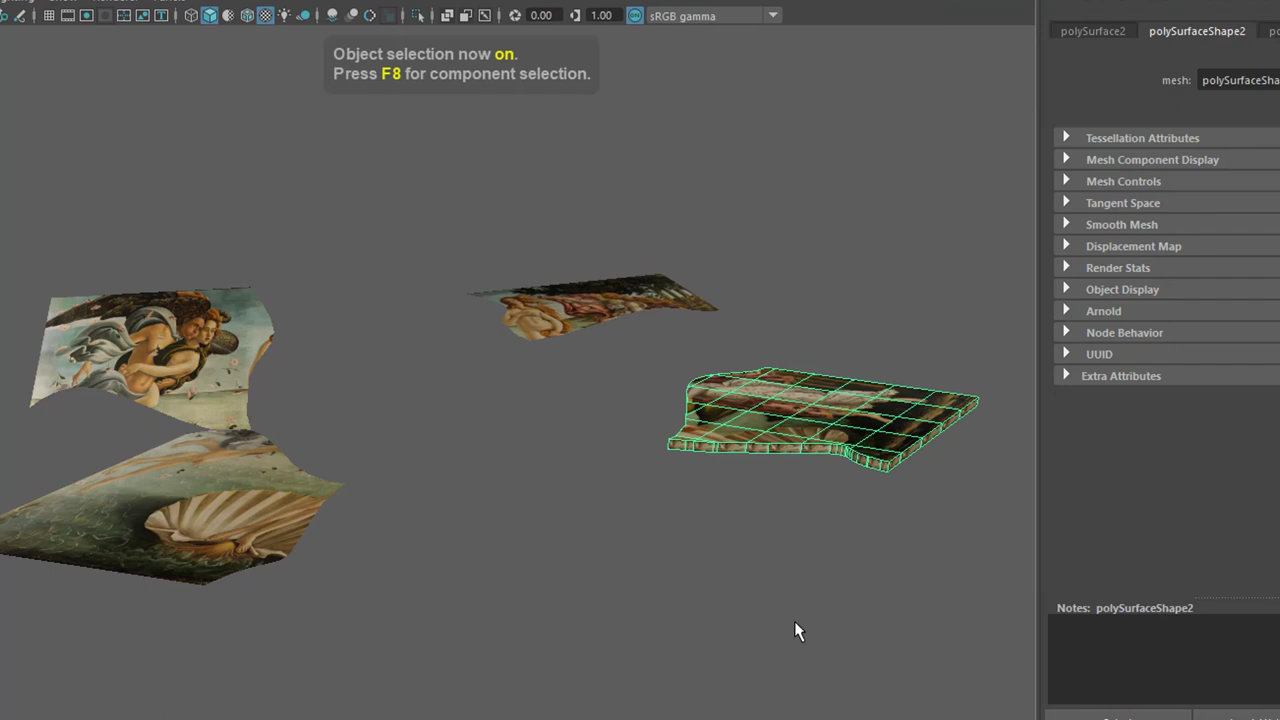 0.00
1.00
sRGB gamma
Object selection now on.
Press F8 for component selection.
polySurface2
polySurfaceShape2
po
mesh:
polySurfaceSha
Tessellation Attributes
Mesh Component Display
Mesh Controls
Tangent Space
Smooth Mesh
Displacement Map
Render Stats
Object Display
Arnold
Node Behavior
UUID
Extra Attributes
Notes: polySurfaceShape2